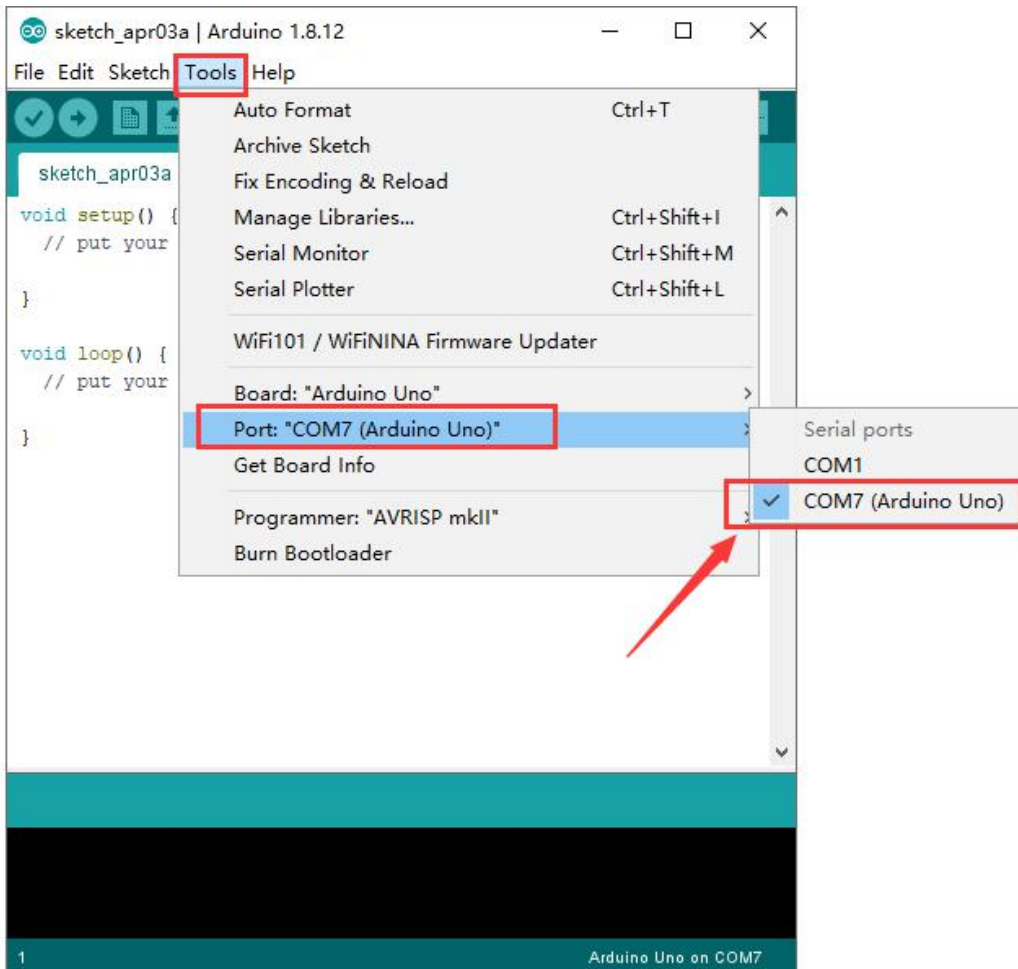 sketch_apr03a | Arduino 1.8.12
File Edit Sketch Tools Help
sketch_apr03a
void setup() {
// put your
}
void loop() {
// put your
}
Auto Format Ctrl+T
Archive Sketch
Fix Encoding & Reload
Manage Libraries... Ctrl+Shift+I
Serial Monitor Ctrl+Shift+M
Serial Plotter Ctrl+Shift+L
WiFi101 / WiFiNINA Firmware Updater
Board: "Arduino Uno"
Port: "COM7 (Arduino Uno)"
Get Board Info
Programmer: "AVRISP mkII"
Burn Bootloader
Serial ports
COM1
COM7 (Arduino Uno)
1 Arduino Uno on COM7